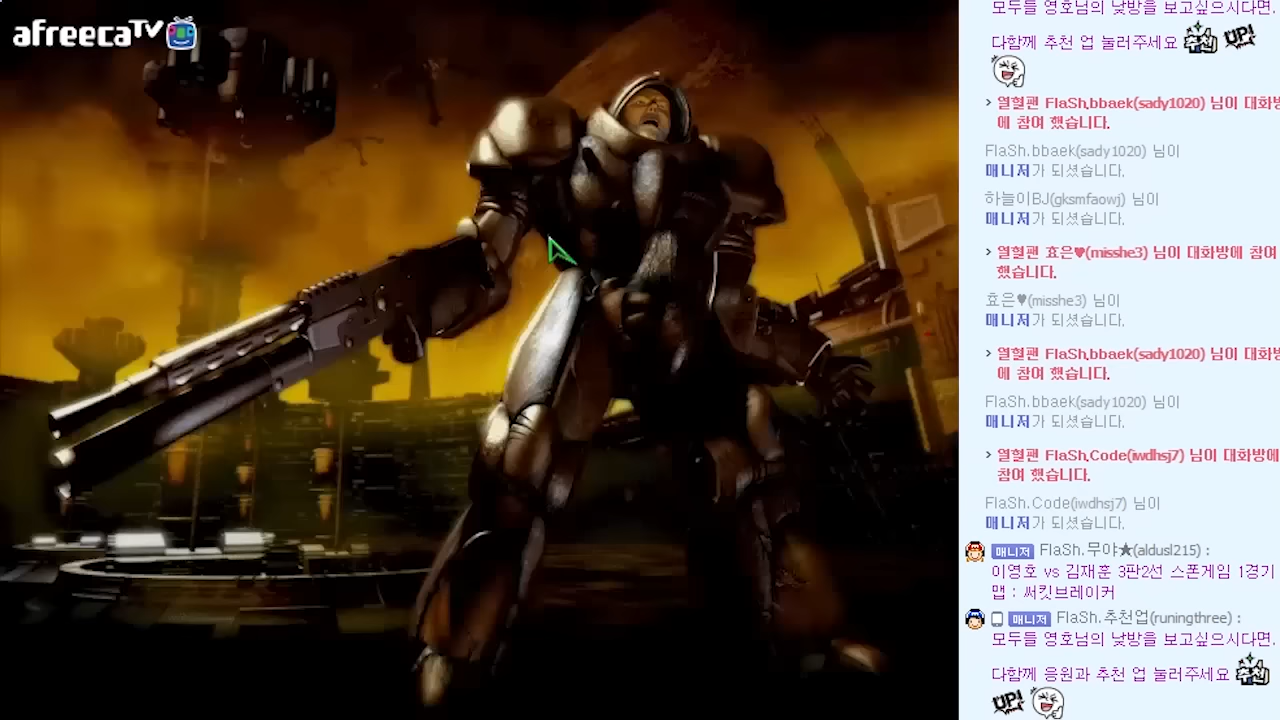 afreecaTV
모두들 영호님의 낮방을 보고싶으시다면,
다함께 추천 업 눌러주세요 추천 UP!
› 열혈팬 FlaSh.bbaek(sady1020) 님이 대화방
에 참여 했습니다.
FlaSh.bbaek(sady1020) 님이
매니저가 되셨습니다.
하늘이BJ(gksmfaowj) 님이
매니저가 되셨습니다.
› 열혈팬 효은♥(misshe3) 님이 대화방에 참여
했습니다.
효은♥(misshe3) 님이
매니저가 되셨습니다.
› 열혈팬 FlaSh.bbaek(sady1020) 님이 대화방
에 참여 했습니다.
FlaSh.bbaek(sady1020) 님이
매니저가 되셨습니다.
› 열혈팬 FlaSh.Code(iwdhsj7) 님이 대화방에
참여 했습니다.
FlaSh.Code(iwdhsj7) 님이
매니저가 되셨습니다.
매니저 FlaSh.무야★(aldusl215) :
이영호 vs 김재훈 3판2선 스폰게임 1경기
맵 : 써킷브레이커
매니저 FlaSh.추천업(runingthree) :
모두들 영호님의 낮방을 보고싶으시다면,
다함께 응원과 추천 업 눌러주세요 추천
UP!